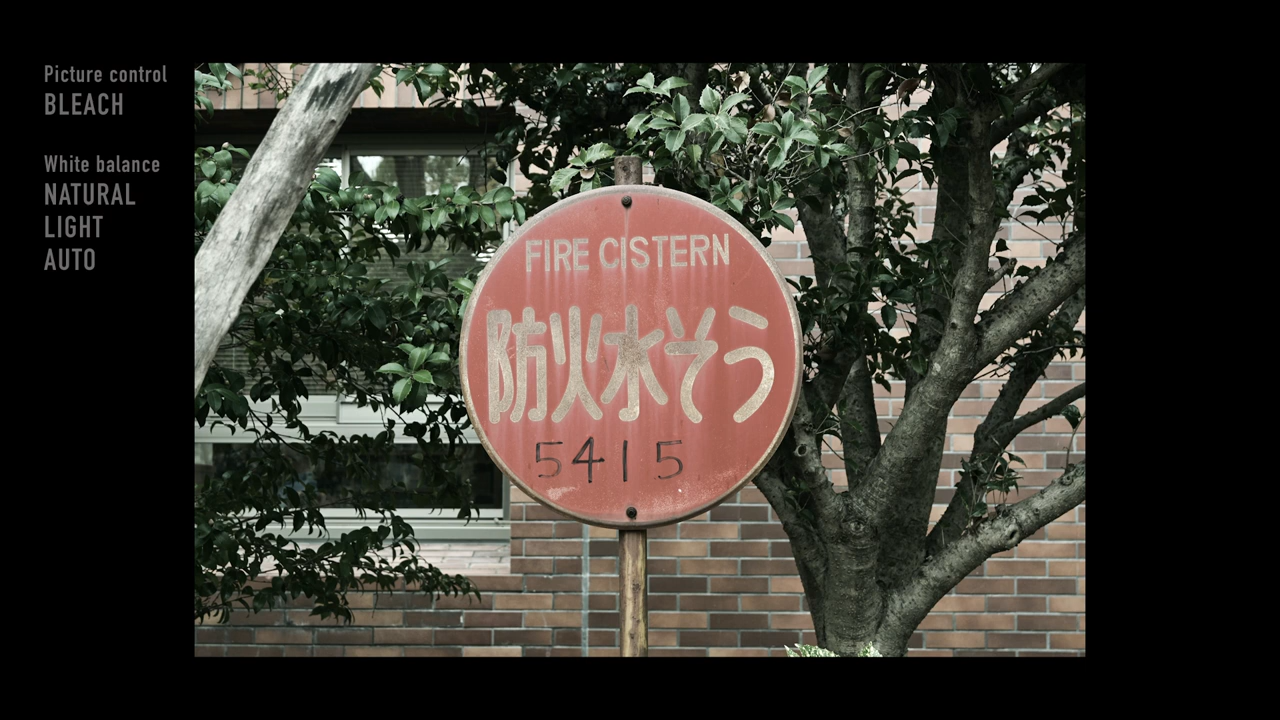 Picture control
BLEACH
White balance
NATURAL
LIGHT
AUTO
FIRE CISTERN
防火水そう
5415